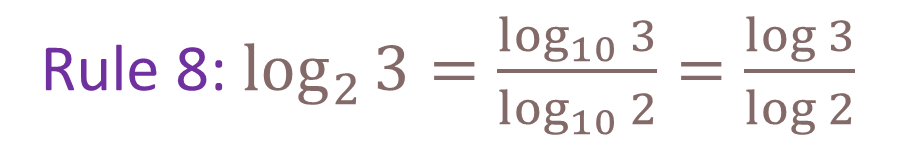 Rule 8: log₂ 3 = log₁₀ 3 / log₁₀ 2 = log 3 / log 2